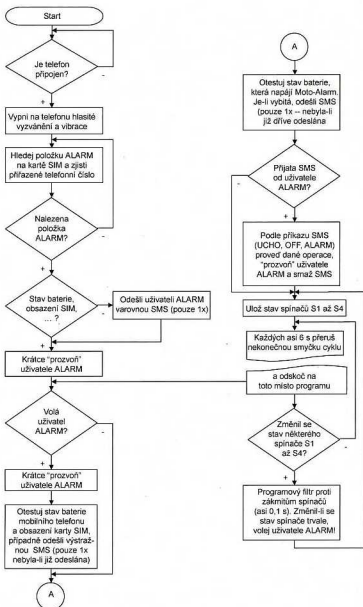 Start
Je telefon
připojen?
-
+
Vypni na telefonu hlasité
vyzvánění a vibrace
Hledej položku ALARM
na kartě SIM a zjisti
přiřazené telefonní číslo
Nalezena
položka
ALARM?
-
+
Stav baterie,
obsazení SIM,
... ?
-
Odešli uživateli ALARM
varovnou SMS (pouze 1x)
+
Krátce "prozvoň"
uživatele ALARM
Volá
uživatel
ALARM?
-
+
Krátce "prozvoň"
uživatele ALARM
Otestuj stav baterie
mobilního telefonu
a obsazení karty SIM,
případně odešli výstraž-
nou SMS (pouze 1x
nebyla-li již odeslána)
A
A
Otestuj stav baterie,
která napájí Moto-Alarm.
Je-li vybitá, odešli SMS
(pouze 1x -- nebyla-li
již dříve odeslána
Přijata SMS
od uživatele
ALARM?
-
+
Podle příkazu SMS
(UCHO, OFF, ALARM)
proveď dané operace,
"prozvoň" uživatele
ALARM a smaž SMS
Ulož stav spínačů S1 až S4
Každých asi 6 s přeruš
nekonečnou smyčku cyklu
a odskoč na
toto místo programu
Změnil se
stav některého
spínače S1
až S4?
-
+
Programový filtr proti
zákmitům spínačů
(asi 0,1 s). Změnil-li se
stav spínače trvale,
volej uživatele ALARM!